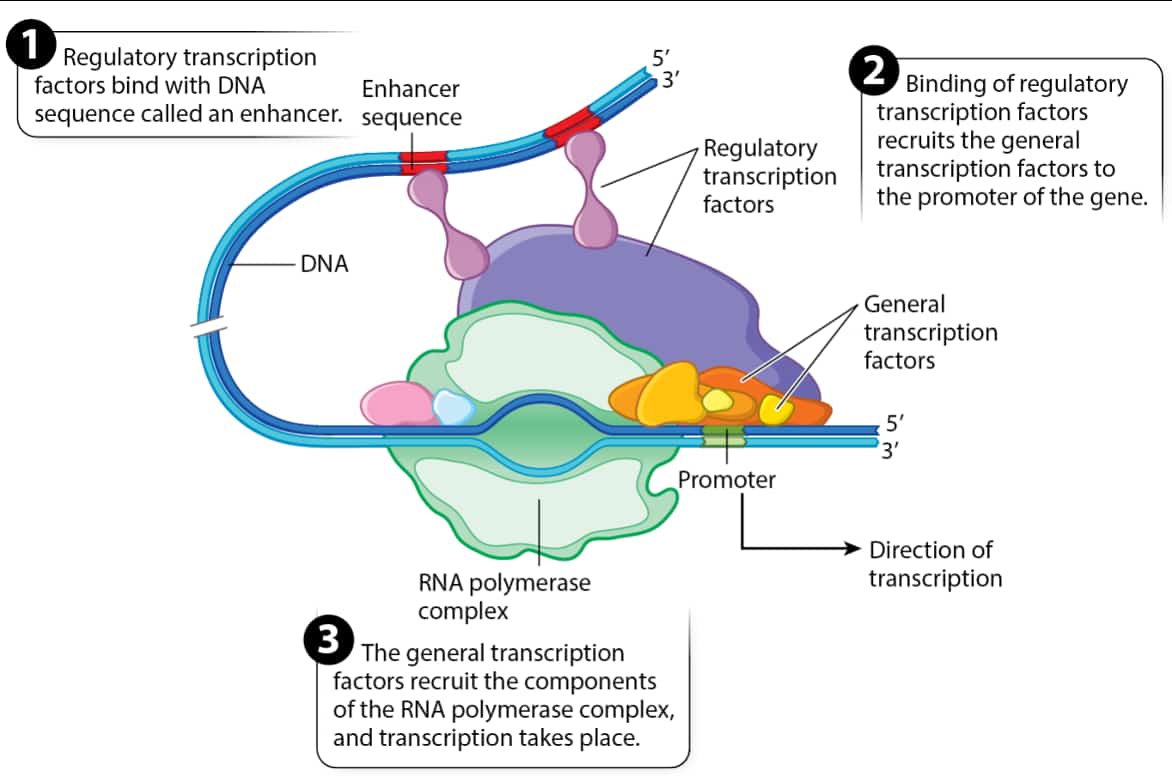 1
Regulatory transcription
factors bind with DNA
sequence called an enhancer.
Enhancer
sequence
5′
3′
2
Binding of regulatory
transcription factors
recruits the general
transcription factors to
the promoter of the gene.
Regulatory
transcription
factors
DNA
General
transcription
factors
5′
3′
Promoter
Direction of
transcription
RNA polymerase
complex
3
The general transcription
factors recruit the components
of the RNA polymerase complex,
and transcription takes place.